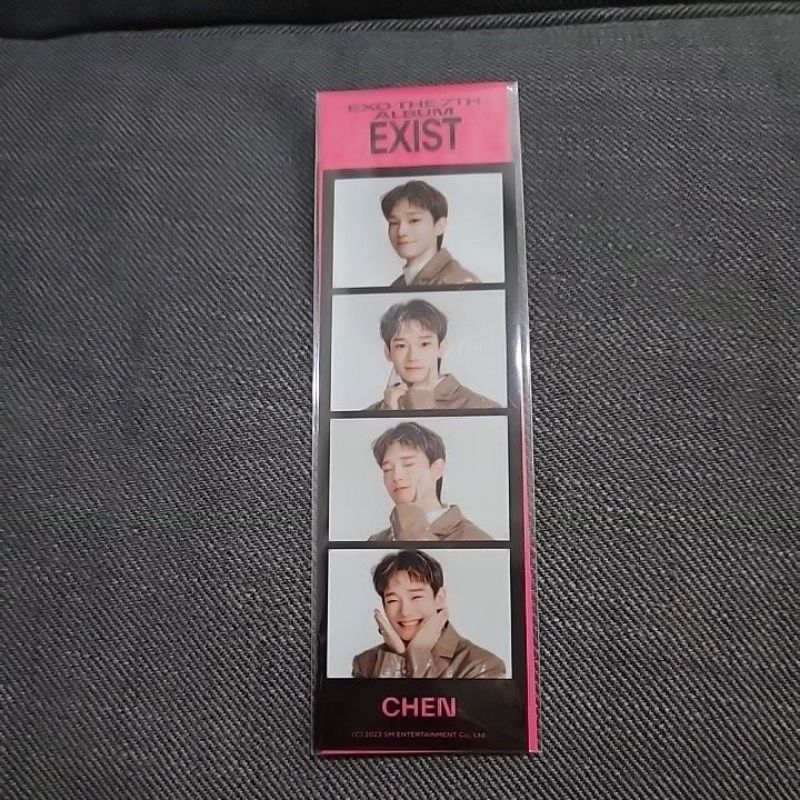 EXO THE 7TH
ALBUM
EXIST
CHEN
(C) 2023 SM ENTERTAINMENT Co., Ltd.